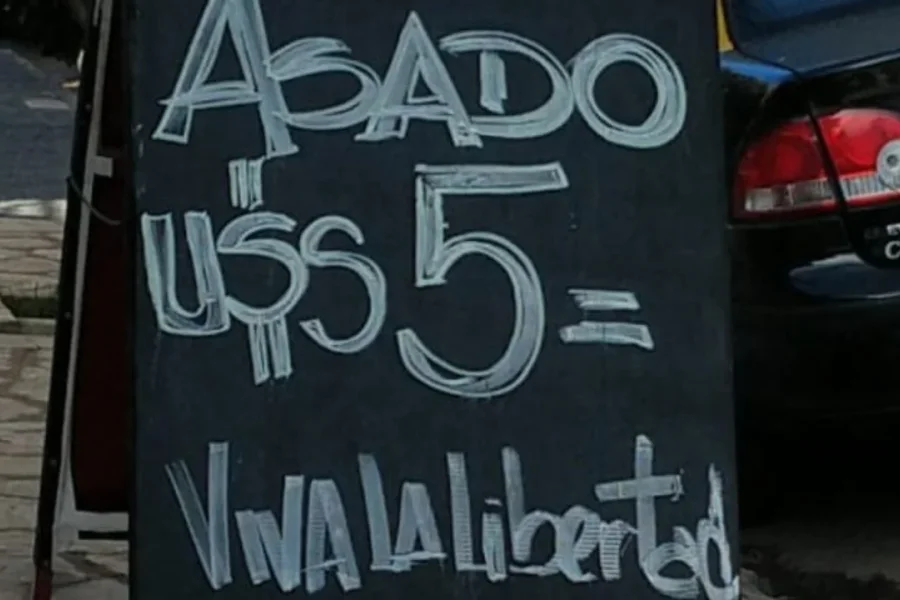 ASADO
U$S 5=
VIVA LA Libertad